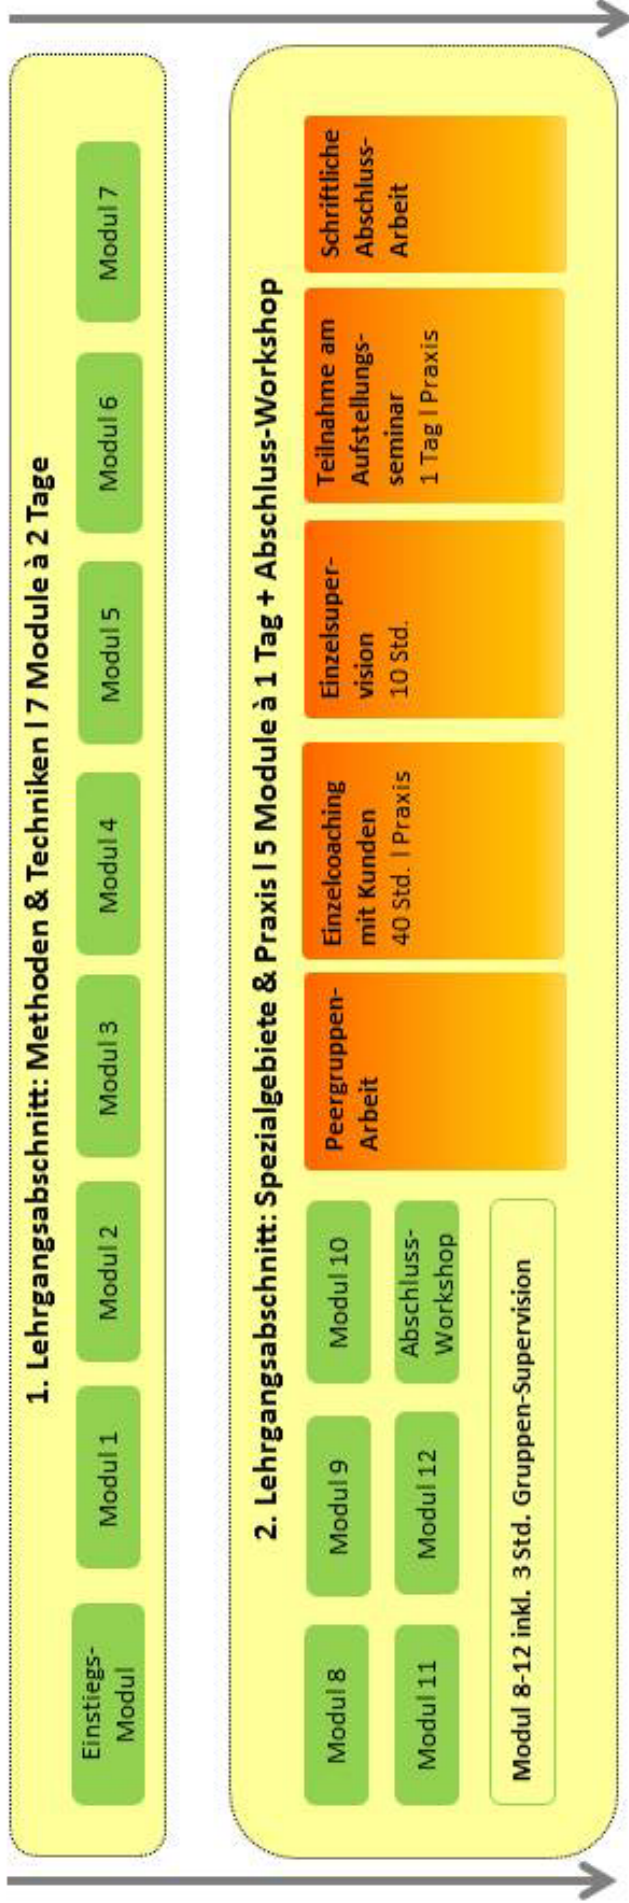 1. Lehrgangsabschnitt: Methoden & Techniken I 7 Module à 2 Tage
Einstiegs-
Modul
Modul 1
Modul 2
Modul 3
Modul 4
Modul 5
Modul 6
Modul 7
2. Lehrgangsabschnitt: Spezialgebiete & Praxis I 5 Module à 1 Tag + Abschluss-Workshop
Modul 8
Modul 9
Modul 10
Modul 11
Modul 12
Abschluss-
Workshop
Modul 8-12 inkl. 3 Std. Gruppen-Supervision
Peergruppen-
Arbeit
Einzelcoaching
mit Kunden
40 Std. I Praxis
Einzelsuper-
vision
10 Std.
Teilnahme am
Aufstellungs-
seminar
1 Tag I Praxis
Schriftliche
Abschluss-
Arbeit